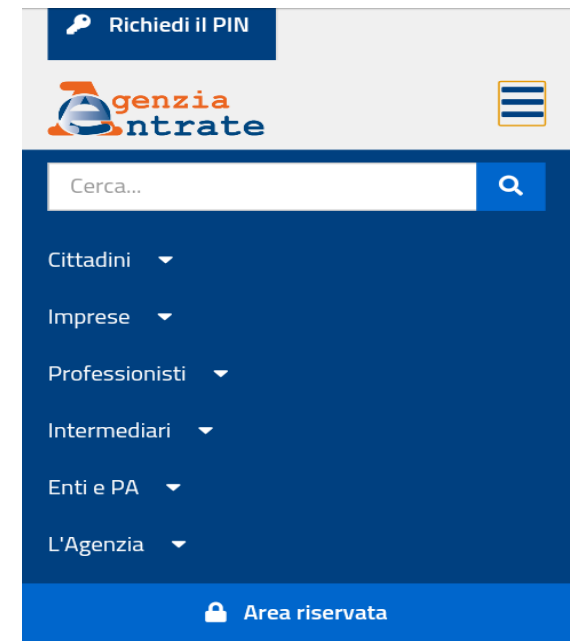 Richiedi il PIN
Agenzia
Entrate
Cerca...
Cittadini
Imprese
Professionisti
Intermediari
Enti e PA
L'Agenzia
Area riservata